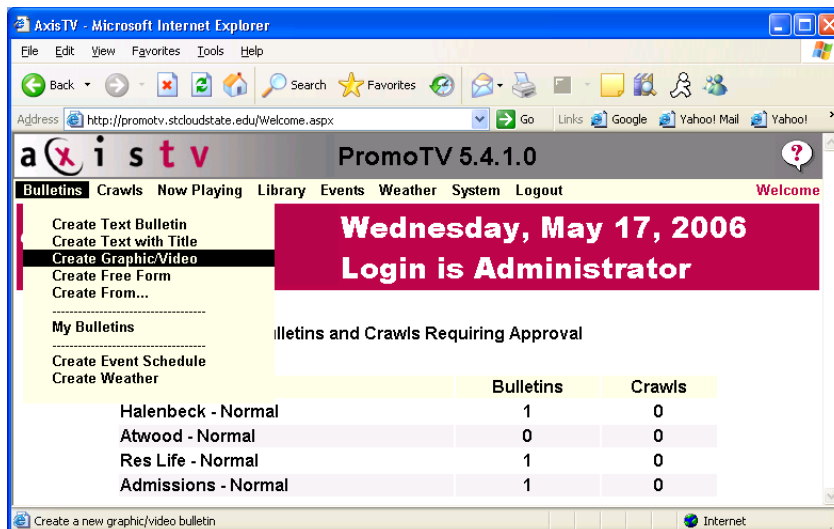 AxisTV - Microsoft Internet Explorer
File Edit View Favorites Tools Help
Back Search Favorites
Address http://promotv.stcloudstate.edu/Welcome.aspx Go Links Google Yahoo! Mail Yahoo!
axis tv PromoTV 5.4.1.0 ?
Bulletins Crawls Now Playing Library Events Weather System Logout Welcome
Create Text Bulletin
Create Text with Title
Create Graphic/Video
Create Free Form
Create From...
My Bulletins
Create Event Schedule
Create Weather
Wednesday, May 17, 2006
Login is Administrator
lletins and Crawls Requiring Approval
Bulletins Crawls
Halenbeck - Normal 1 0
Atwood - Normal 0 0
Res Life - Normal 1 0
Admissions - Normal 1 0
Create a new graphic/video bulletin Internet